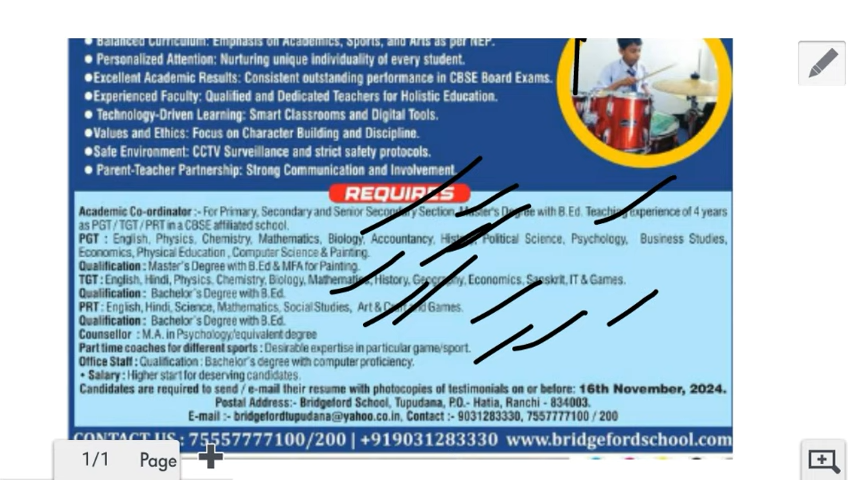 ● Balanced Curriculum: Emphasis on Academics, Sports, and Arts as per NEP.
● Personalized Attention: Nurturing unique individuality of every student.
●Excellent Academic Results: Consistent outstanding performance in CBSE Board Exams.
●Experienced Faculty: Qualified and Dedicated Teachers for Holistic Education.
● Technology-Driven Learning: Smart Classrooms and Digital Tools.
●Values and Ethics: Focus on Character Building and Discipline.
●Safe Environment: CCTV Surveillance and strict safety protocols.
● Parent-Teacher Partnership: Strong Communication and Involvement.
REQUIRES
Academic Co-ordinator :- For Primary, Secondary and Senior Secondary Section, Master's Degree with B.Ed. Teaching experience of 4 years
as PGT / TGT / PRT in a CBSE affiliated school.
PGT : English, Physics, Chemistry, Mathematics, Biology, Accountancy, History, Political Science, Psychology, Business Studies,
Economics, Physical Education , Computer Science & Painting.
Qualification: Master's Degree with B.Ed & MFA for Painting.
TGT: English, Hindi, Physics, Chemistry, Biology, Mathematics, History, Geography, Economics, Sanskrit, IT & Games.
Qualification: Bachelor's Degree with B.Ed.
PRT: English, Hindi, Science, Mathematics, Social Studies, Art & Craft and Games.
Qualification: Bachelor's Degree with B.Ed.
Counsellor : M.A. in Psychology/equivalent degree
Part time coaches for different sports : Desirable expertise in particular game/sport.
Office Staff : Qualification : Bachelor's degree with computer proficiency.
• Salary : Higher start for deserving candidates.
Candidates are required to send / e-mail their resume with photocopies of testimonials on or before: 16th November, 2024.
Postal Address:- Bridgeford School, Tupudana, P.O.- Hatia, Ranchi - 834003.
E-mail :- bridgefordtupudana@yahoo.co.in, Contact :- 9031283330, 7557777100 / 200
CONTACT US : 75557777100/200 | +919031283330 www.bridgefordschool.com
1/1 Page